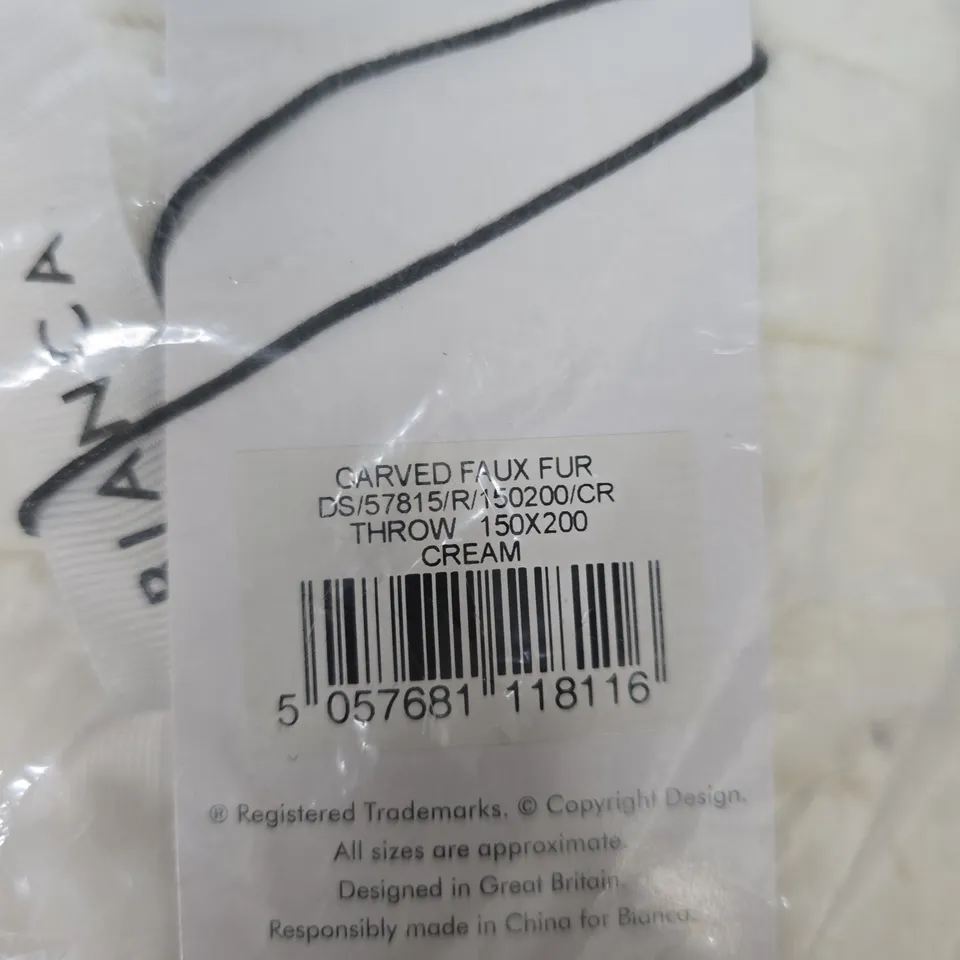 BIANCA
CARVED FAUX FUR
DS/57815/R/150200/CR
THROW 150X200
CREAM
5 057681 118116
® Registered Trademarks. © Copyright Design.
All sizes are approximate.
Designed in Great Britain.
Responsibly made in China for Bianca.